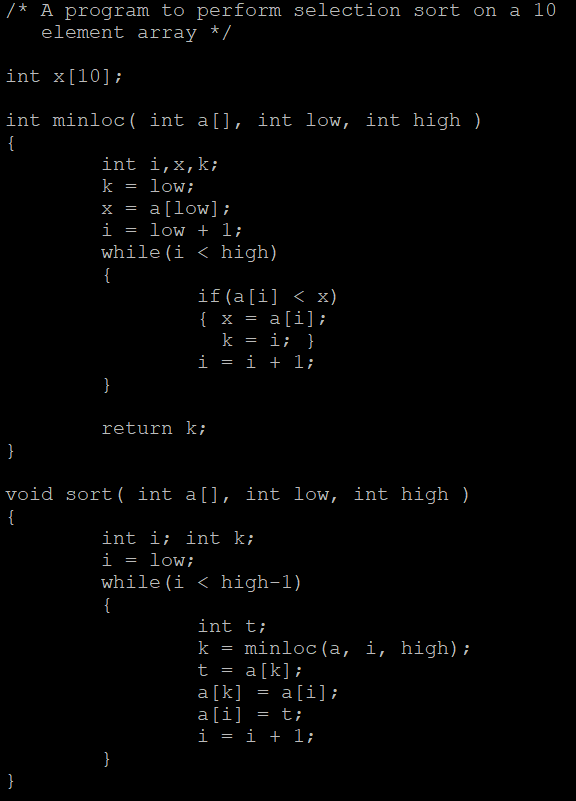 /* A program to perform selection sort on a 10
   element array */

int x[10];

int minloc( int a[], int low, int high )
{
        int i,x,k;
        k = low;
        x = a[low];
        i = low + 1;
        while(i < high)
        {
                if(a[i] < x)
                { x = a[i];
                  k = i; }
                i = i + 1;
        }

        return k;
}

void sort( int a[], int low, int high )
{
        int i; int k;
        i = low;
        while(i < high-1)
        {
                int t;
                k = minloc(a, i, high);
                t = a[k];
                a[k] = a[i];
                a[i] = t;
                i = i + 1;
        }
}